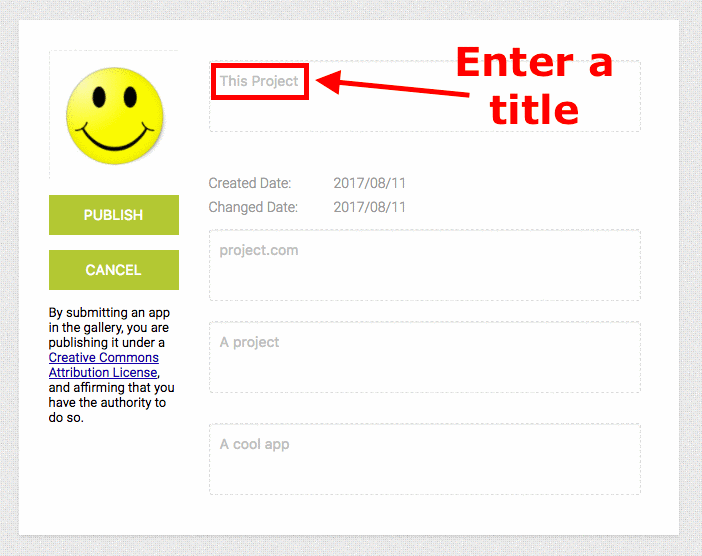 This Project
Enter a
title
Created Date: 2017/08/11
Changed Date: 2017/08/11
PUBLISH
CANCEL
By submitting an app
in the gallery, you are
publishing it under a
Creative Commons
Attribution License,
and affirming that you
have the authority to
do so.
project.com
A project
A cool app